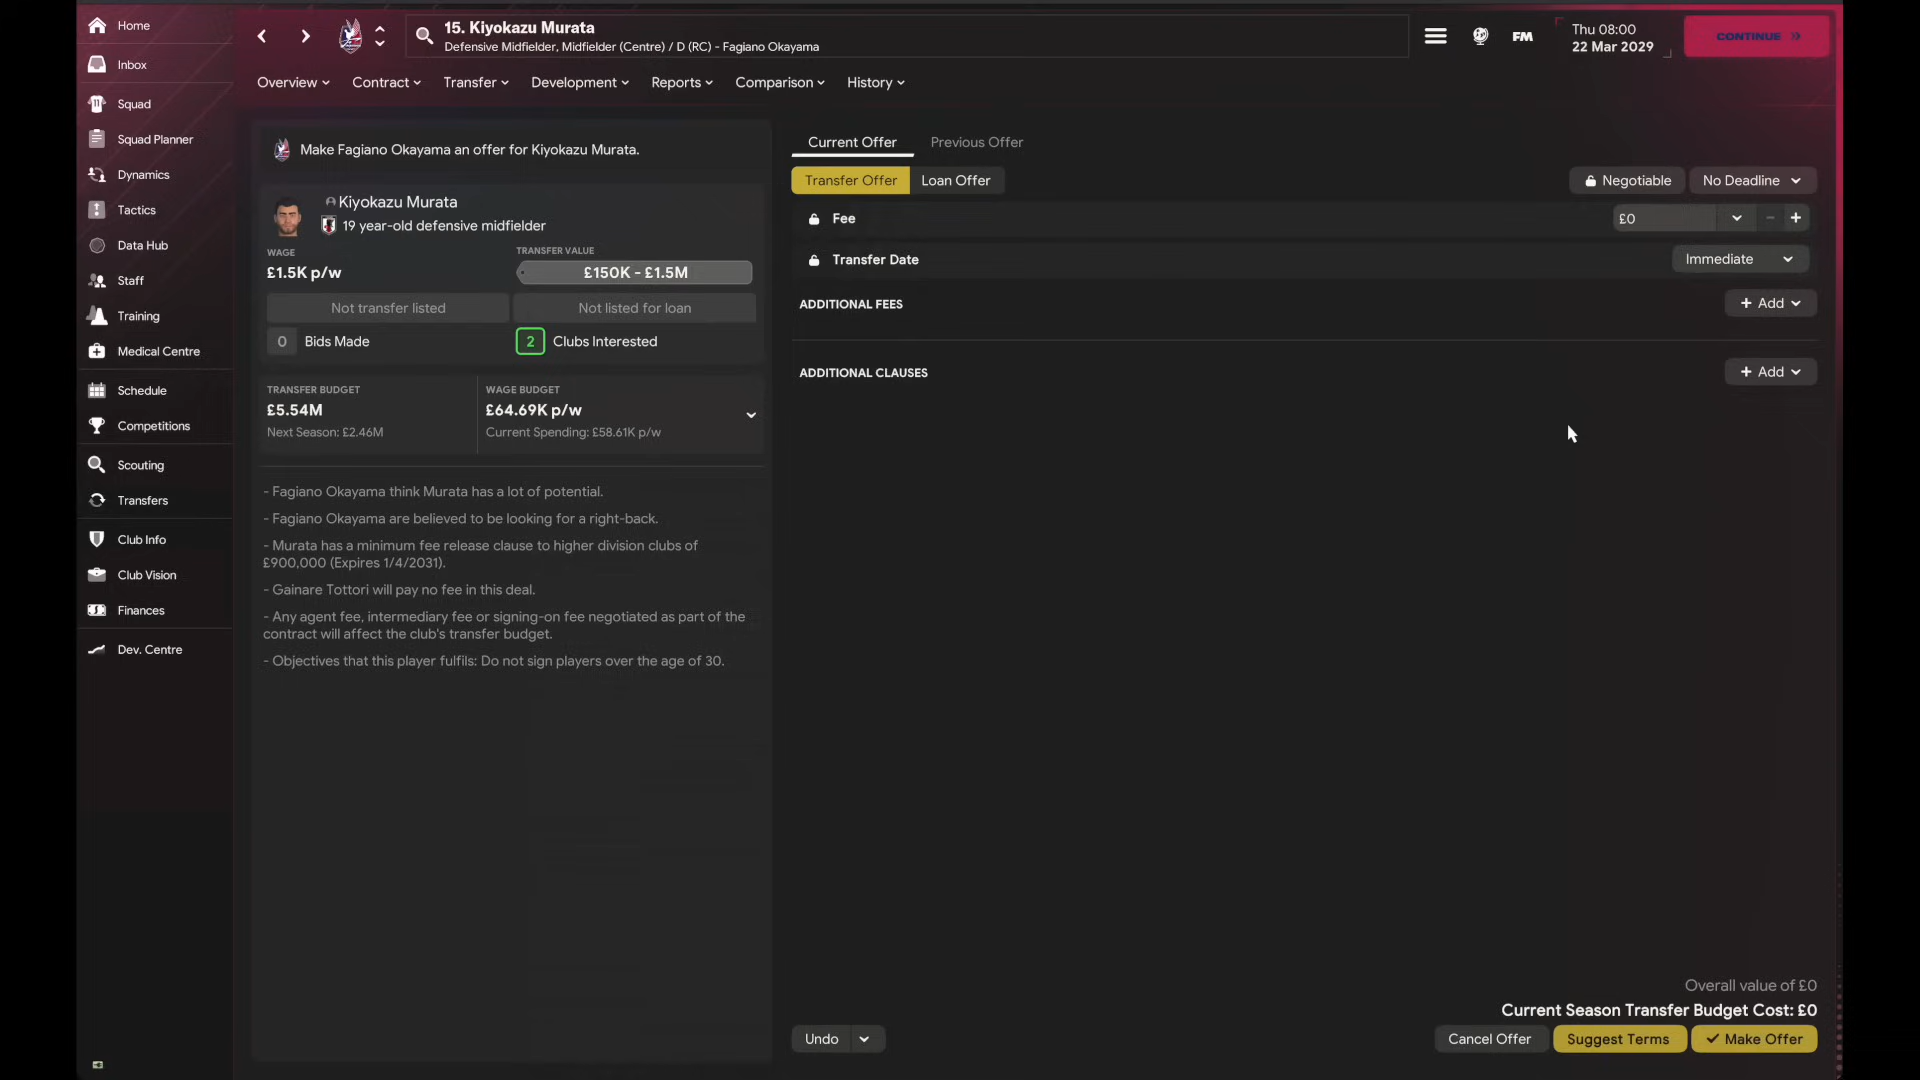 Home
Inbox
Squad
Squad Planner
Dynamics
Tactics
Data Hub
Staff
Training
Medical Centre
Schedule
Competitions
Scouting
Transfers
Club Info
Club Vision
Finances
Dev. Centre
15. Kiyokazu Murata
Defensive Midfielder, Midfielder (Centre) / D (RC) - Fagiano Okayama
FM
Thu 08:00
22 Mar 2029
CONTINUE
Overview
Contract
Transfer
Development
Reports
Comparison
History
Make Fagiano Okayama an offer for Kiyokazu Murata.
Kiyokazu Murata
19 year-old defensive midfielder
WAGE
£1.5K p/w
TRANSFER VALUE
£150K - £1.5M
Not transfer listed
Not listed for loan
0 Bids Made
2 Clubs Interested
TRANSFER BUDGET
£5.54M
Next Season: £2.46M
WAGE BUDGET
£64.69K p/w
Current Spending: £58.61K p/w
- Fagiano Okayama think Murata has a lot of potential.
- Fagiano Okayama are believed to be looking for a right-back.
- Murata has a minimum fee release clause to higher division clubs of
£900,000 (Expires 1/4/2031).
- Gainare Tottori will pay no fee in this deal.
- Any agent fee, intermediary fee or signing-on fee negotiated as part of the
contract will affect the club's transfer budget.
- Objectives that this player fulfils: Do not sign players over the age of 30.
Current Offer
Previous Offer
Transfer Offer
Loan Offer
Negotiable
No Deadline
Fee
£0
Transfer Date
Immediate
ADDITIONAL FEES
+ Add
ADDITIONAL CLAUSES
+ Add
Overall value of £0
Current Season Transfer Budget Cost: £0
Undo
Cancel Offer
Suggest Terms
Make Offer